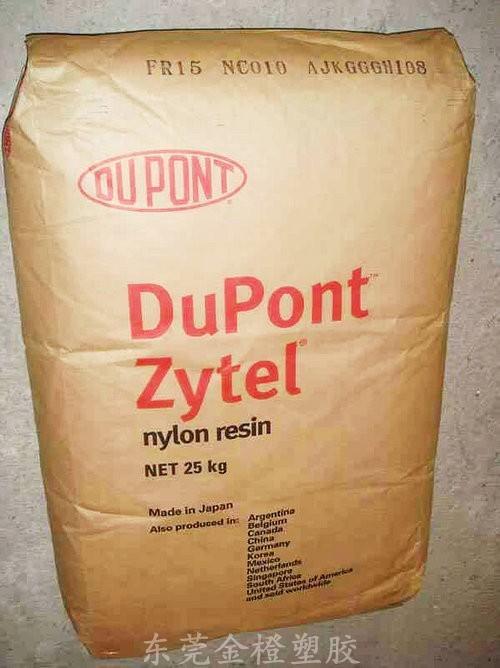 FR15 NC010 AJKGGGH108
DU PONT®
DuPont™
Zytel®
nylon resin
NET 25 kg
Made in Japan
Also produced in:
Argentina
Belgium
Canada
China
Germany
Korea
Mexico
Netherlands
Singapore
South Africa
United States of America
and sold worldwide
东莞金橙塑胶